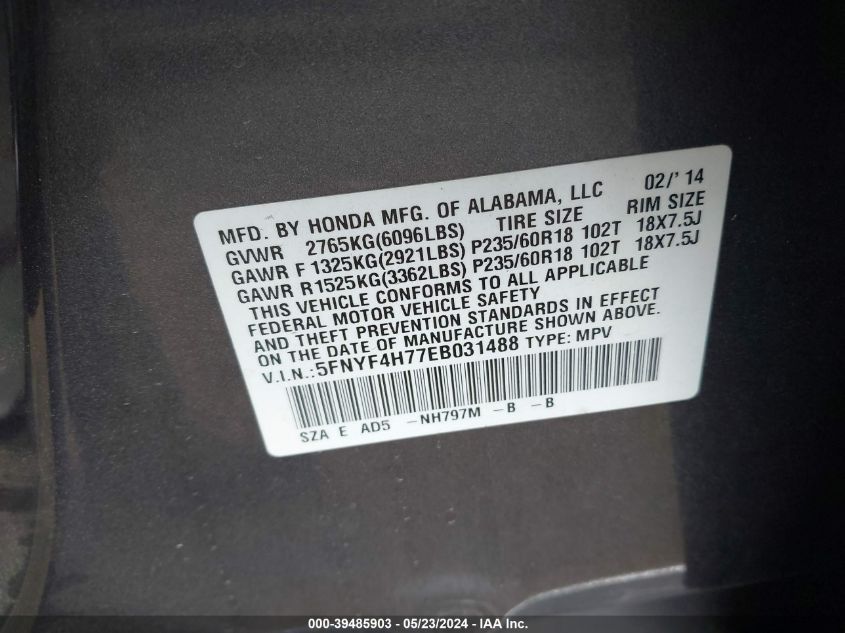 MFD. BY HONDA MFG. OF ALABAMA, LLC 02/' 14
GVWR 2765KG(6096LBS) TIRE SIZE RIM SIZE
GAWR F 1325KG(2921LBS) P235/60R18 102T 18X7.5J
GAWR R1525KG(3362LBS) P235/60R18 102T 18X7.5J
THIS VEHICLE CONFORMS TO ALL APPLICABLE
FEDERAL MOTOR VEHICLE SAFETY
AND THEFT PREVENTION STANDARDS IN EFFECT
ON THE DATE OF MANUFACTURE SHOWN ABOVE.
V.I.N.:5FNYF4H77EB031488 TYPE: MPV
SZA E AD5 -NH797M -B -B
000-39485903 - 05/23/2024 - IAA Inc.